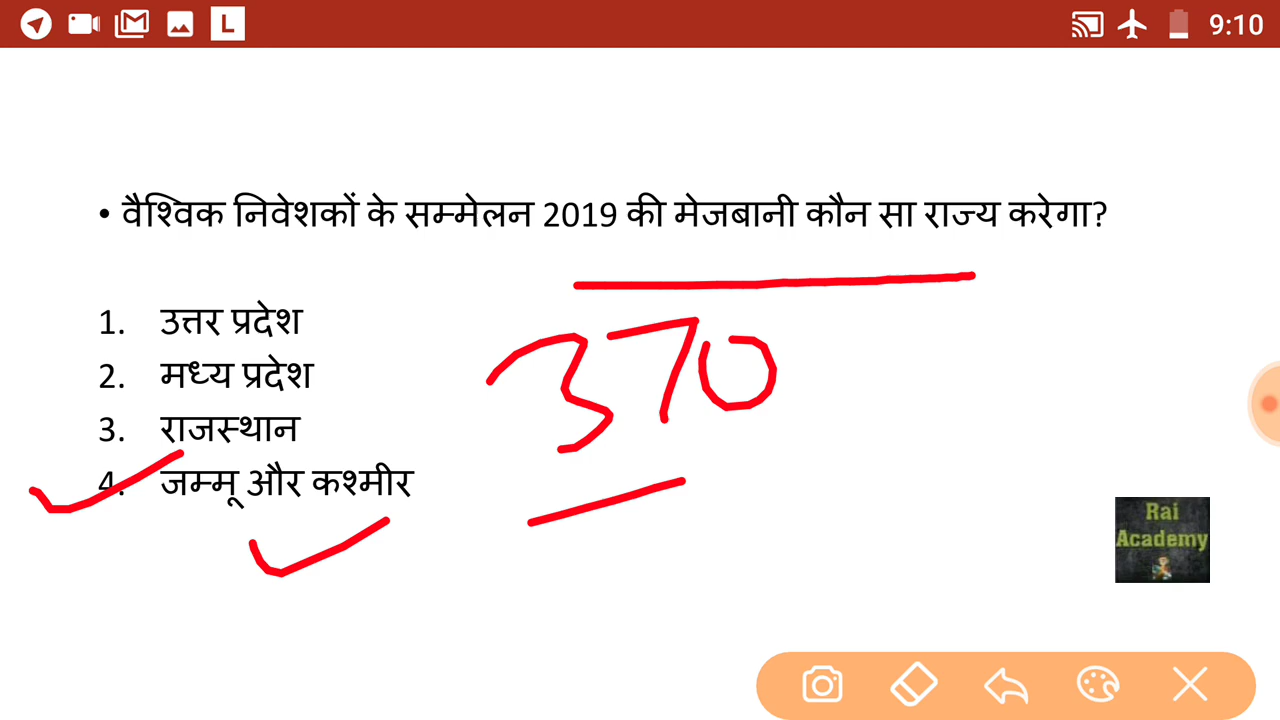 L 9:10
• वैश्विक निवेशकों के सम्मेलन 2019 की मेजबानी कौन सा राज्य करेगा?
1. उत्तर प्रदेश
370
2. मध्य प्रदेश
3. राजस्थान
4. जम्मू और कश्मीर
Rai
Academy